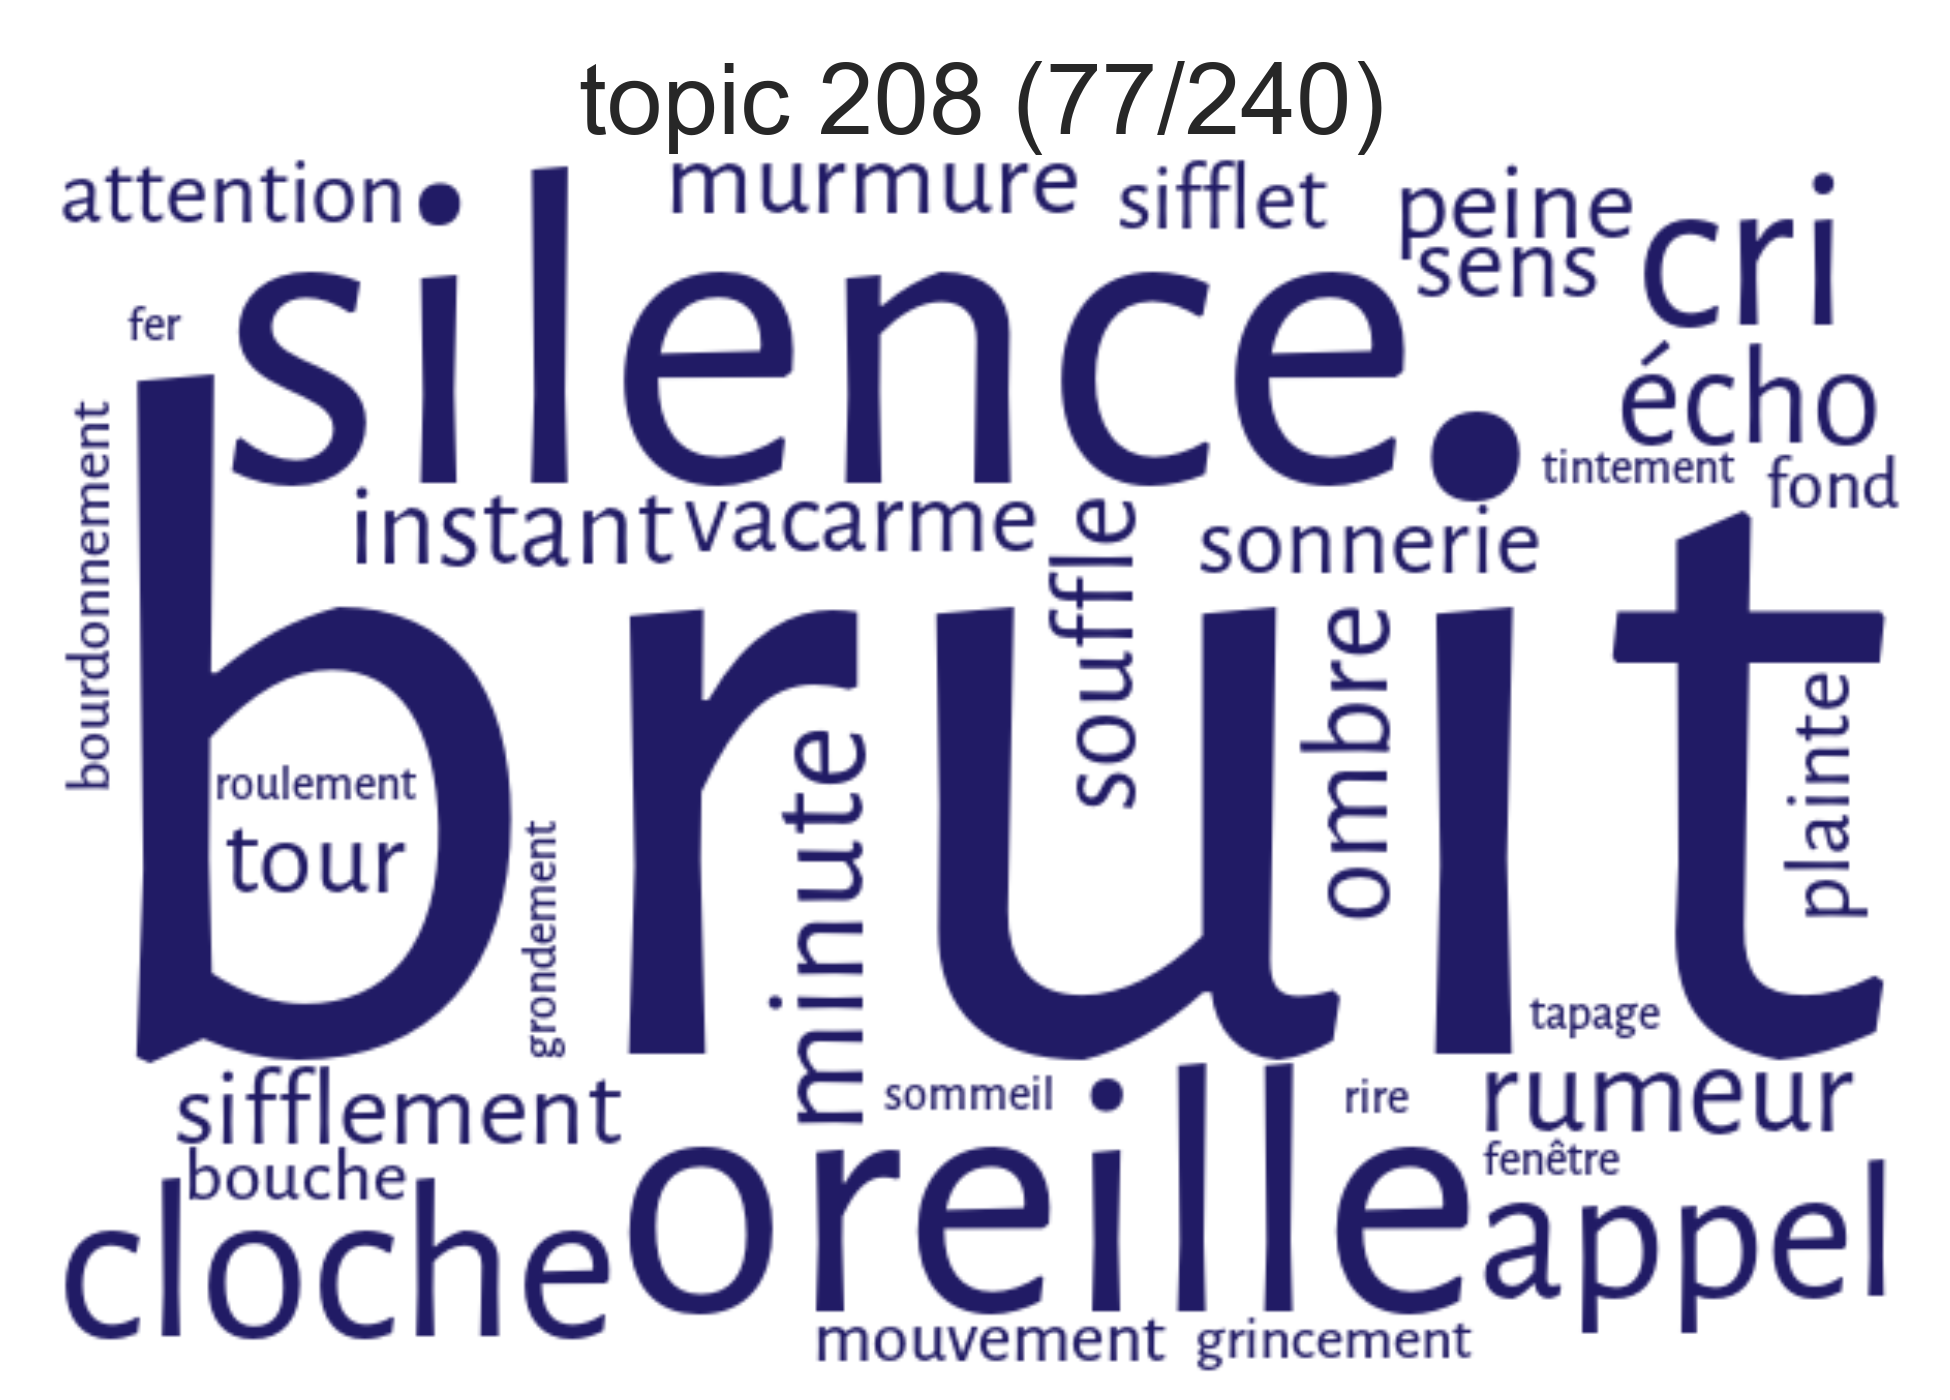 topic 208 (77/240)
attention
murmure
sifflet
peine
sens
cri
silence
fer
écho
tintement
fond
bourdonnement
instant
vacarme
souffle
sonnerie
bruit
ombre
plainte
roulement
tour
grondement
minute
tapage
sifflement
sommeil
rire
rumeur
bouche
fenêtre
cloche
oreille
appel
mouvement
grincement